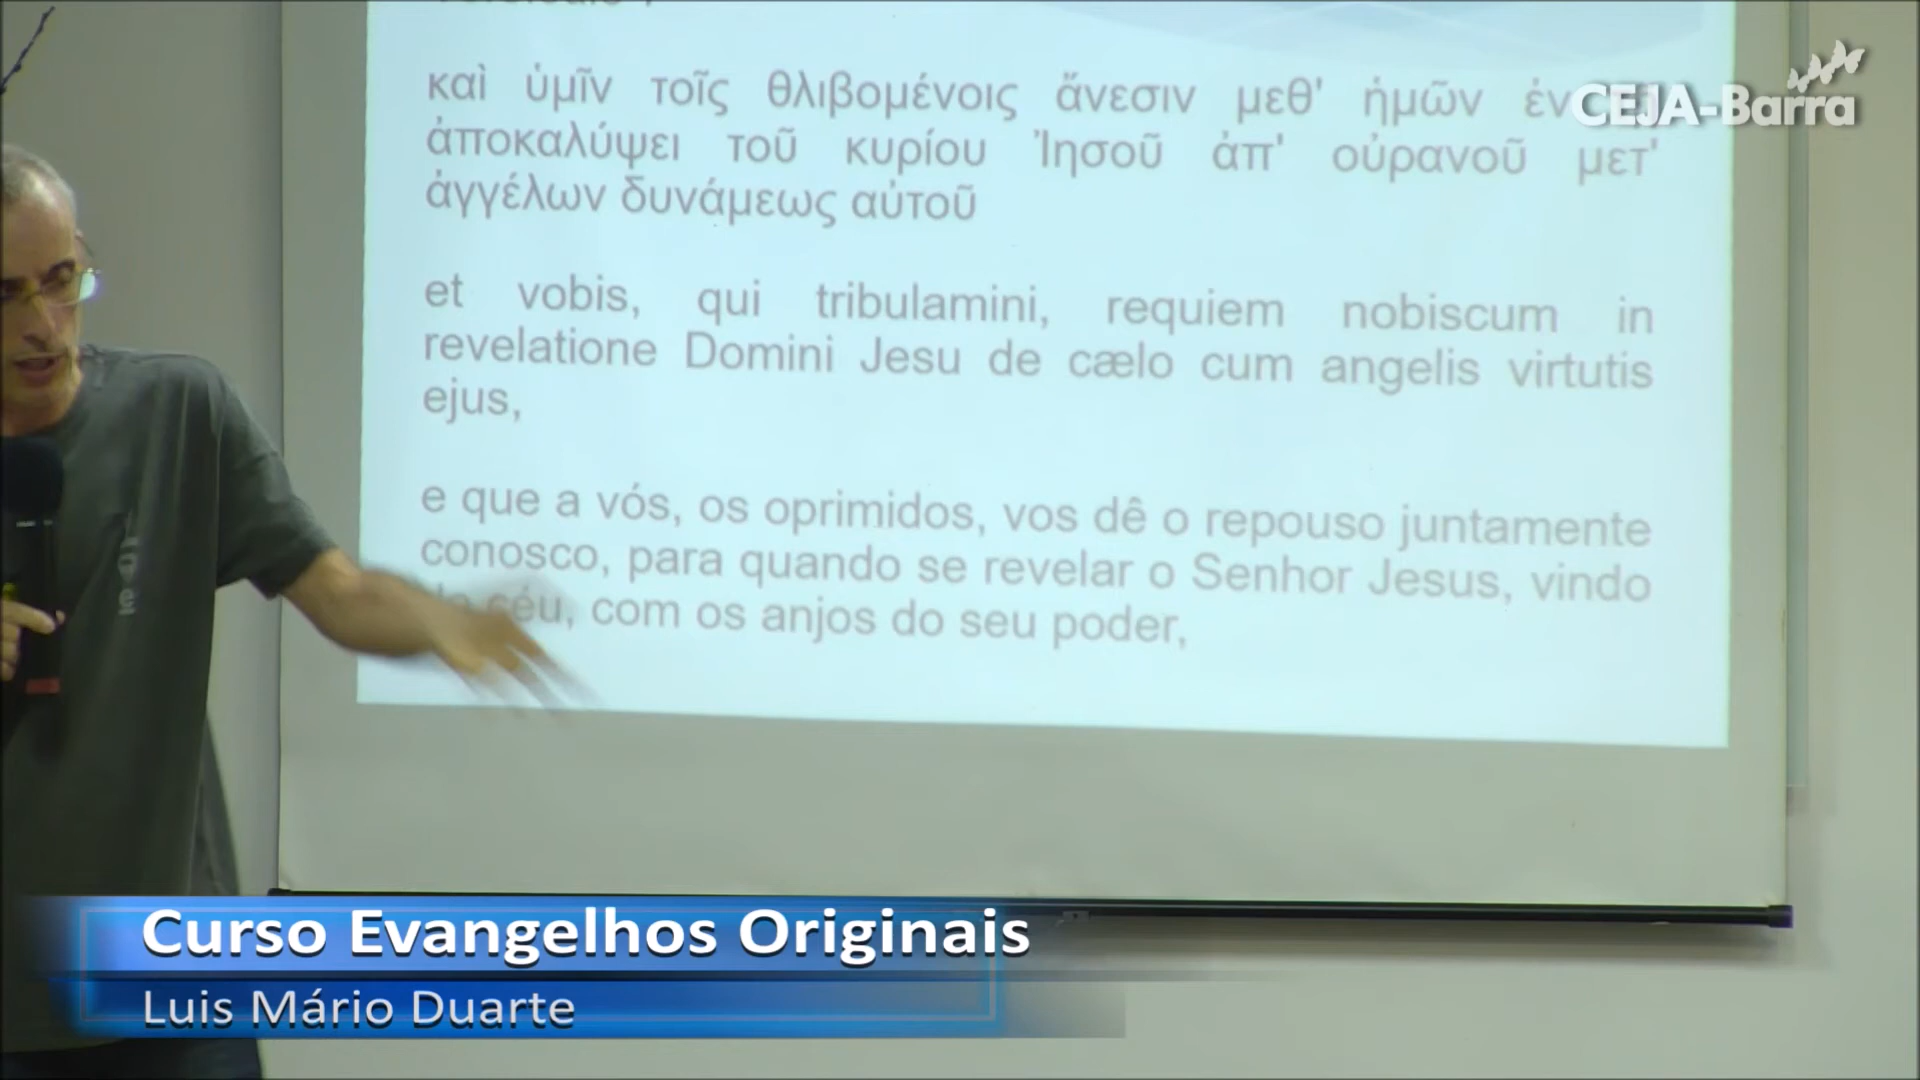 καὶ ὑμῖν τοῖς θλιβομένοις ἄνεσιν μεθ' ἡμῶν ἐν
ἀποκαλύψει τοῦ κυρίου Ἰησοῦ ἀπ' οὐρανοῦ μετ'
ἀγγέλων δυνάμεως αὐτοῦ
et vobis, qui tribulamini, requiem nobiscum in
revelatione Domini Jesu de cælo cum angelis virtutis
ejus,
e que a vós, os oprimidos, vos dê o repouso juntamente
conosco, para quando se revelar o Senhor Jesus, vindo
céu, com os anjos do seu poder,
CEJA-Barra
Curso Evangelhos Originais
Luis Mário Duarte